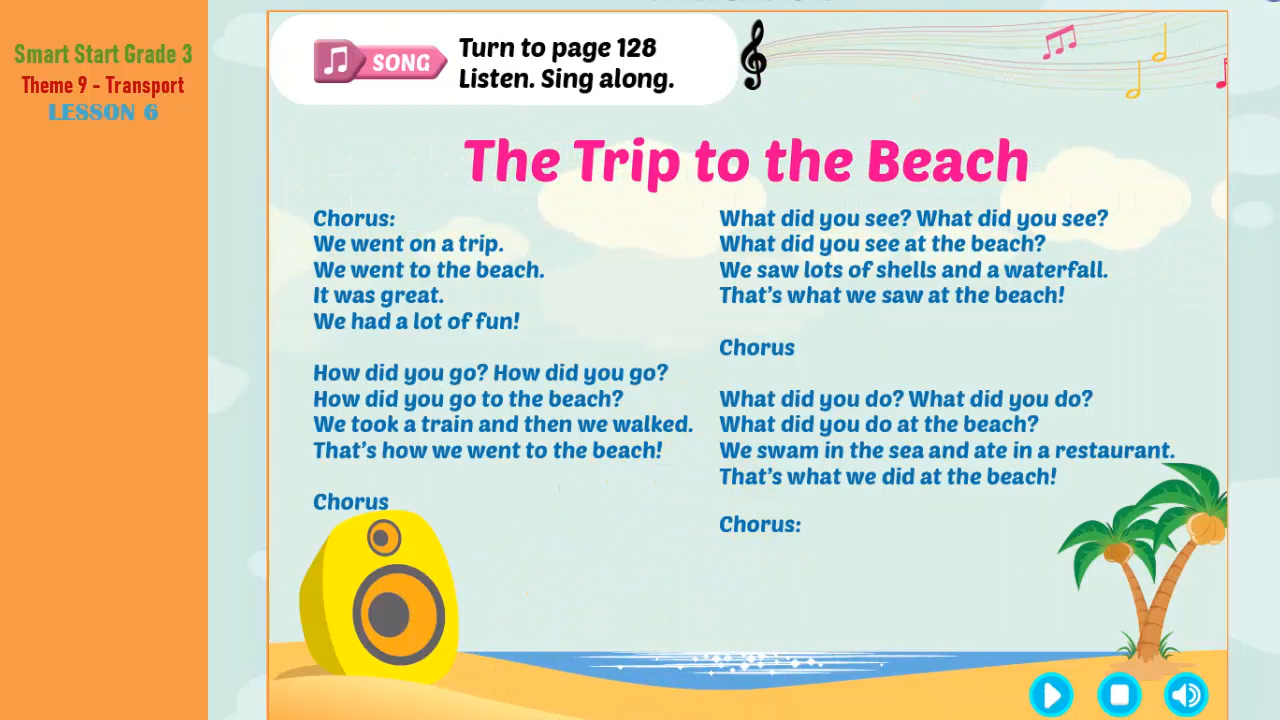 Smart Start Grade 3
Theme 9 - Transport
LESSON 6
SONG
Turn to page 128
Listen. Sing along.
The Trip to the Beach
Chorus:
We went on a trip.
We went to the beach.
It was great.
We had a lot of fun!
How did you go? How did you go?
How did you go to the beach?
We took a train and then we walked.
That's how we went to the beach!
Chorus
What did you see? What did you see?
What did you see at the beach?
We saw lots of shells and a waterfall.
That's what we saw at the beach!
Chorus
What did you do? What did you do?
What did you do at the beach?
We swam in the sea and ate in a restaurant.
That's what we did at the beach!
Chorus: